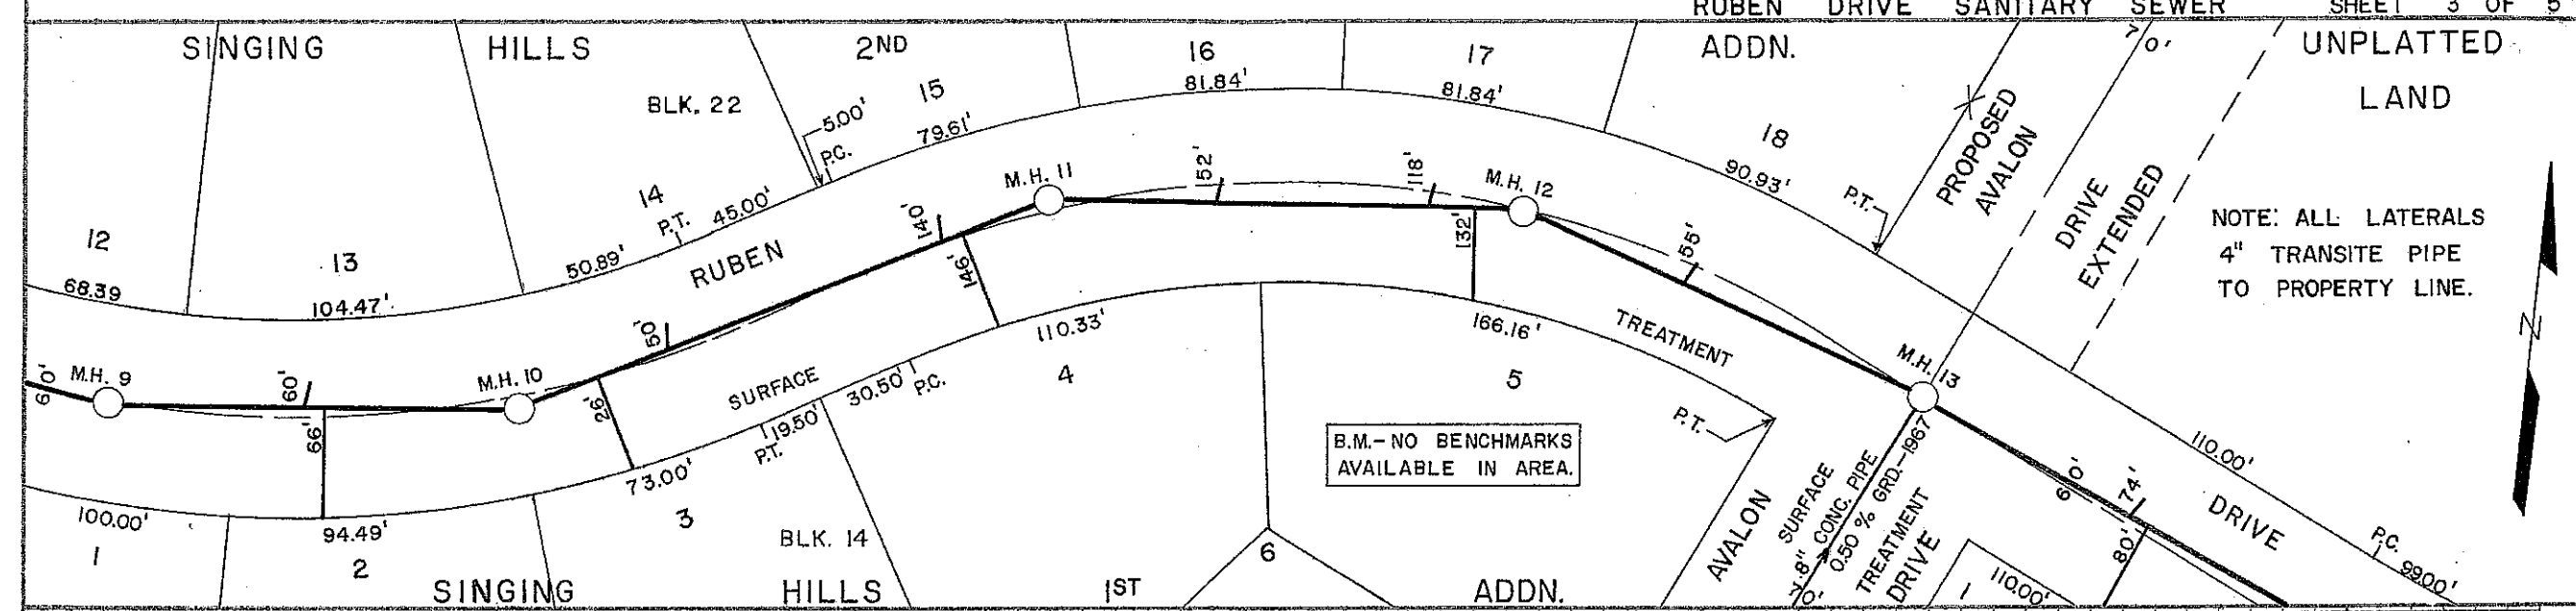 RUBEN DRIVE SANITARY SEWER SHEET 3 OF 5
SINGING HILLS 2ND ADDN.
UNPLATTED
LAND
BLK. 22
12
68.39
13
104.47'
14
50.89'
P.T.
45.00'
5.00'
P.C.
15
79.61'
16
81.84'
17
81.84'
18
90.93'
P.T.
PROPOSED
AVALON
DRIVE
EXTENDED
70'
NOTE: ALL LATERALS
4" TRANSITE PIPE
TO PROPERTY LINE.
N
RUBEN
DRIVE
60'
M.H. 9
60'
66'
M.H. 10
26'
50'
140'
146'
M.H. 11
152'
118'
M.H. 12
132'
55'
M.H. 13
60'
74'
80'
110.00'
P.C.
99.00'
SURFACE
TREATMENT
100.00'
1
94.49'
2
73.00'
3
P.T.
19.50'
30.50'
P.C.
110.33'
4
166.16'
5
P.T.
6
BLK. 14
B.M.-NO BENCHMARKS
AVAILABLE IN AREA.
SINGING HILLS 1ST ADDN.
AVALON
DRIVE
SURFACE
TREATMENT
8" CONC. PIPE
0.50 % GRD.-1967
70'
1
110.00'